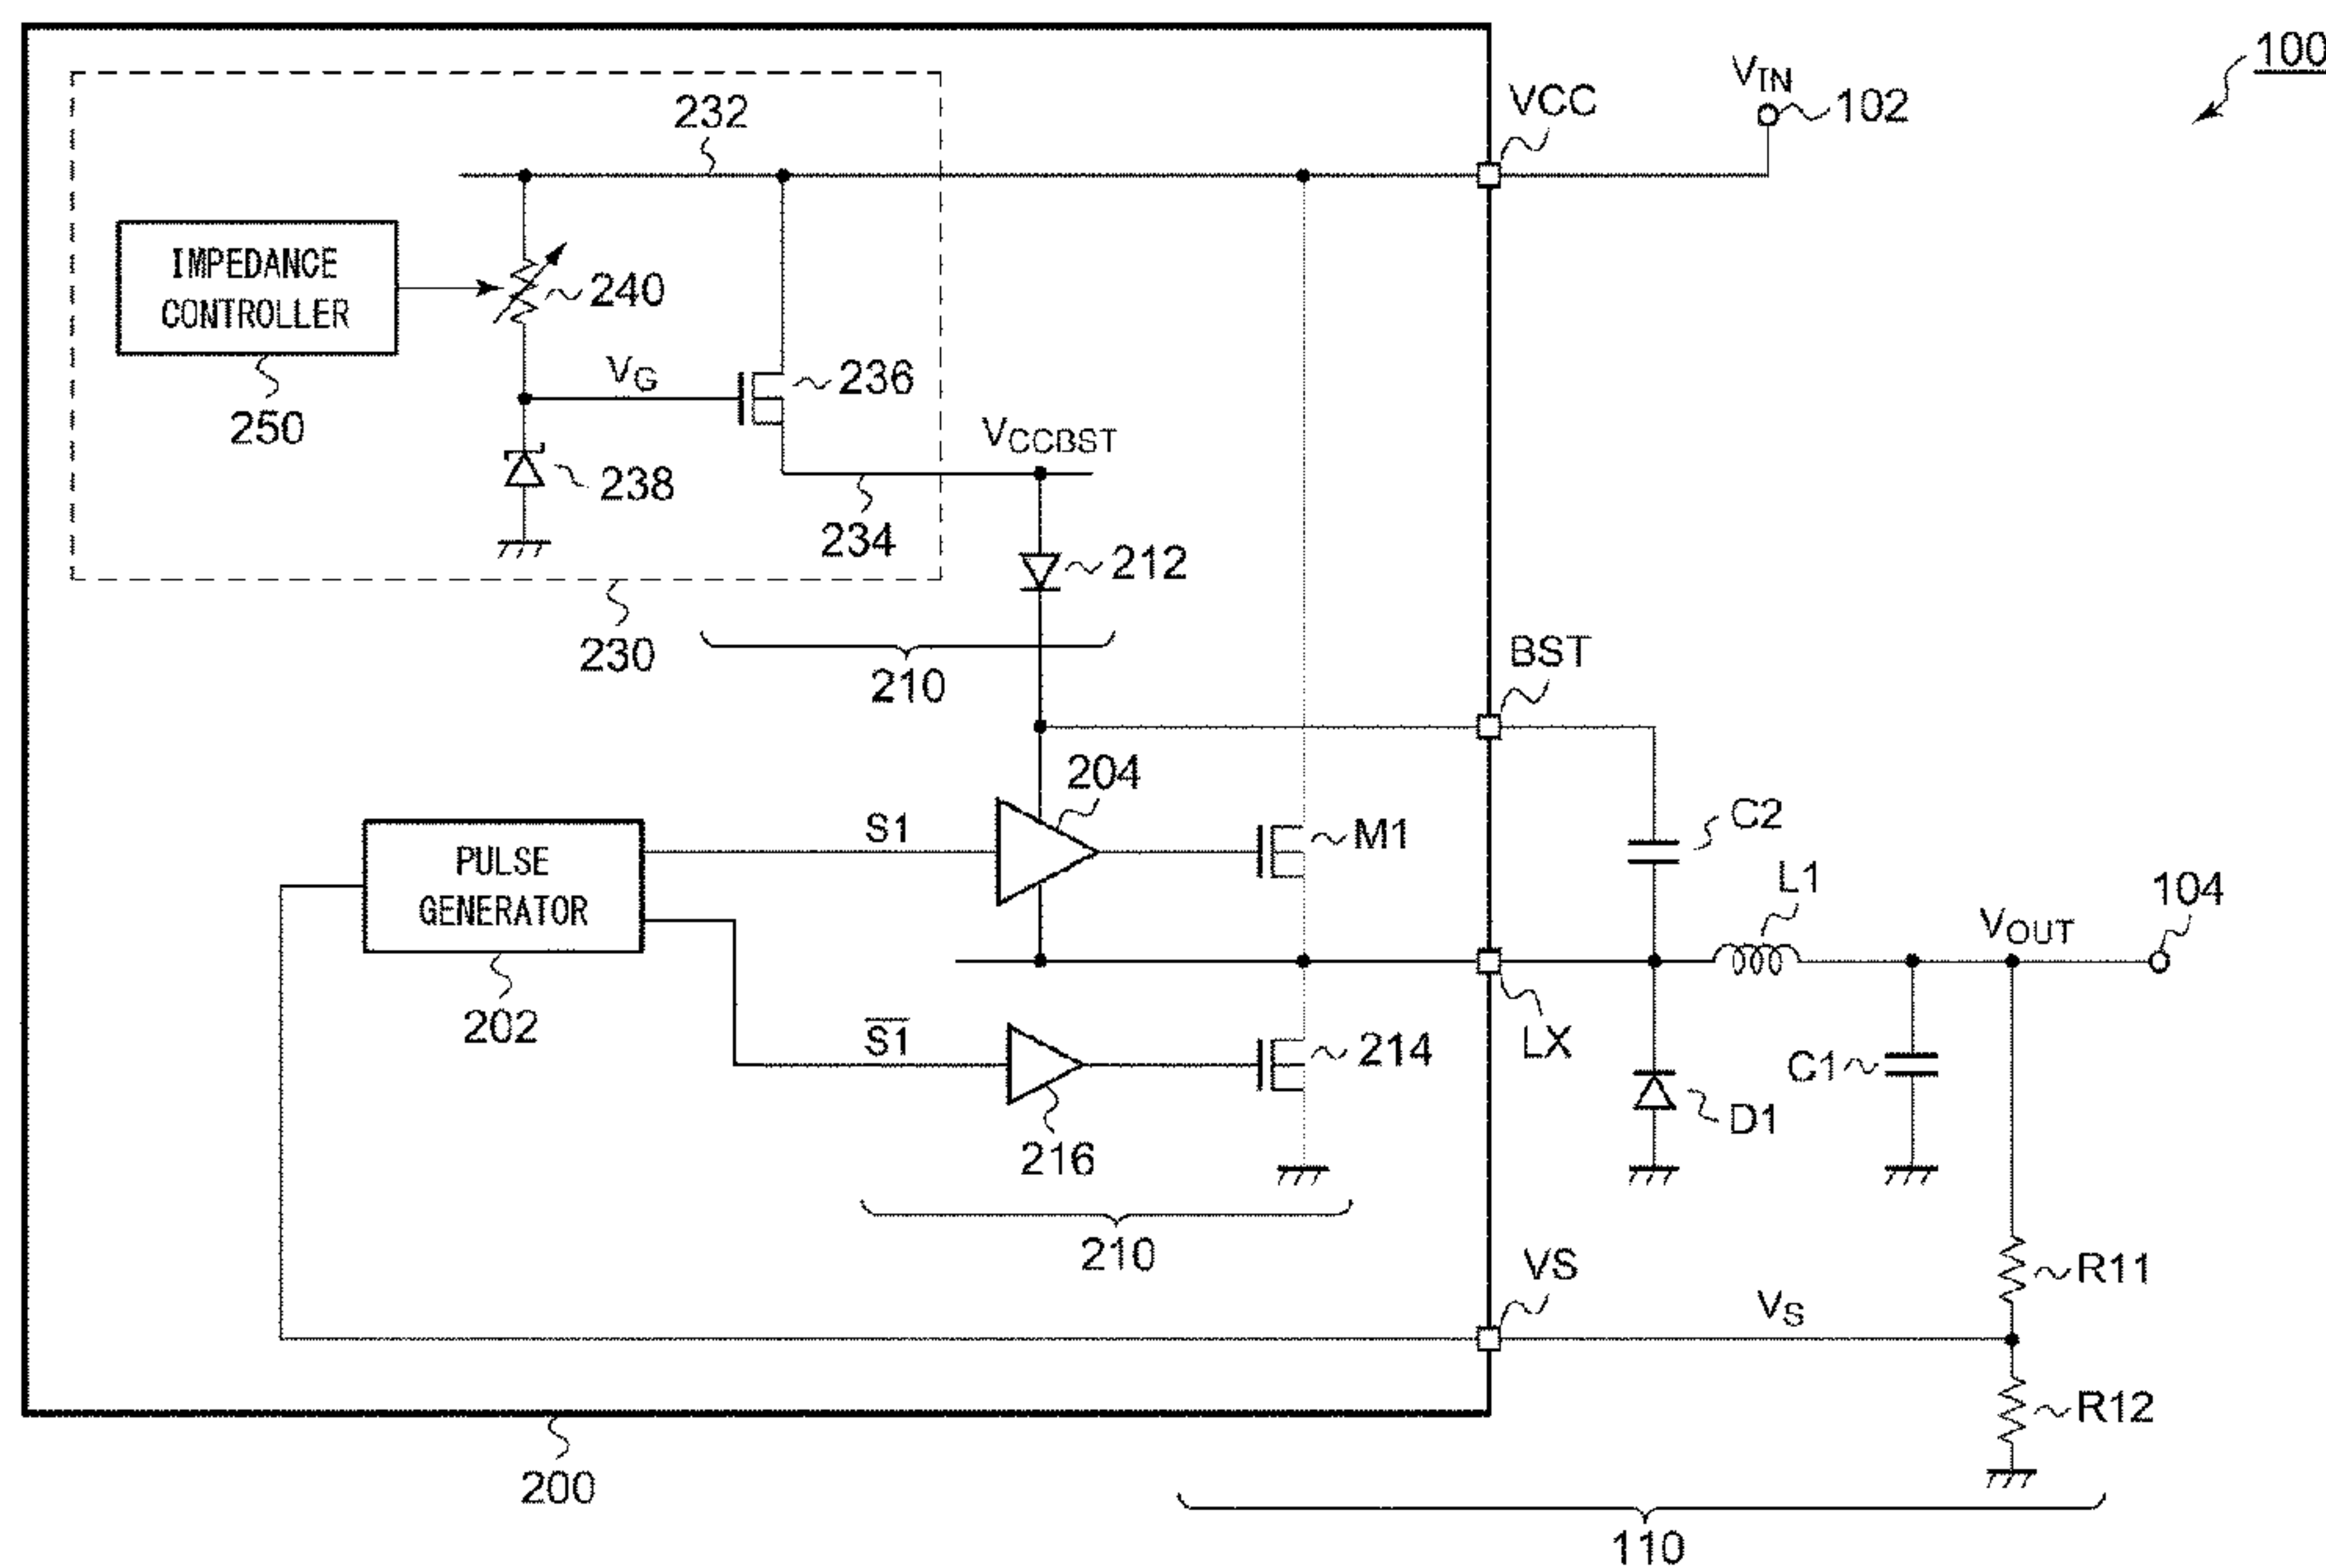 100
VIN
102
VCC
232
IMPEDANCE
CONTROLLER
240
250
VG
236
VCCBST
238
234
212
230
210
BST
204
S1
M1
C2
L1
104
VOUT
PULSE
GENERATOR
202
S1
216
214
LX
D1
C1
210
VS
VS
R11
R12
200
110